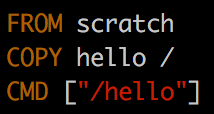 FROM scratch
COPY hello /
CMD ["/hello"]